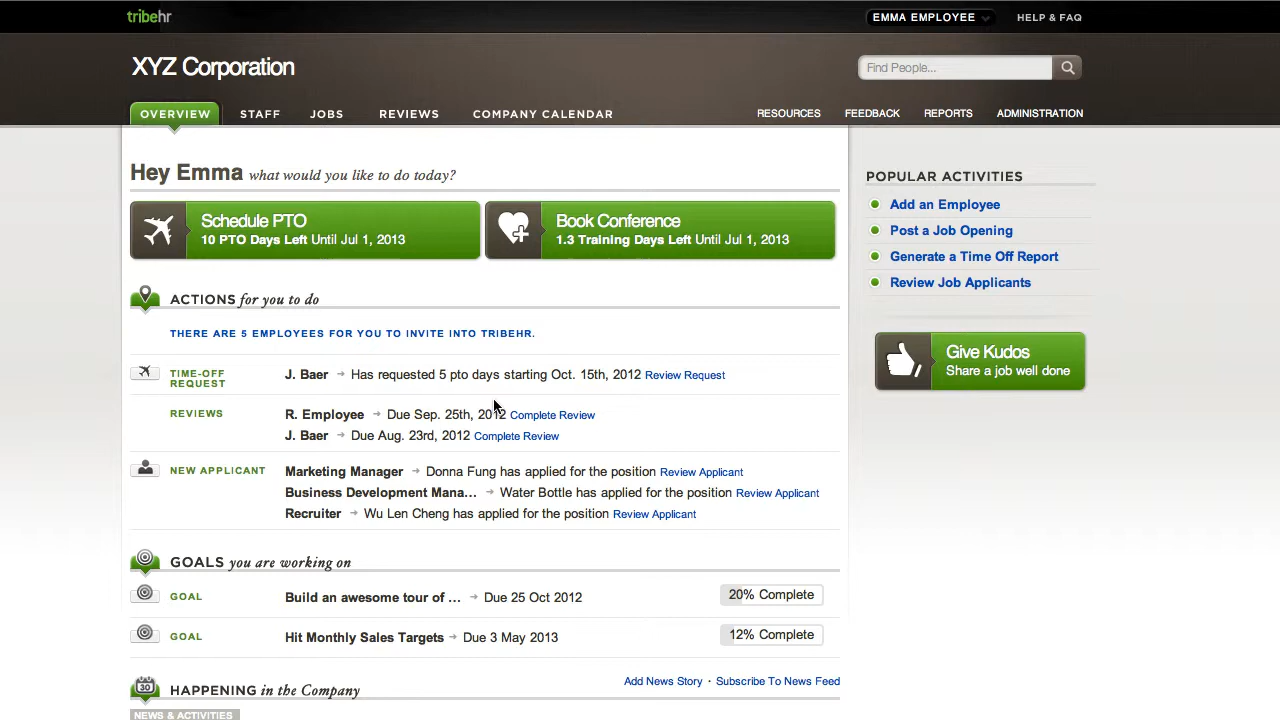 tribehr
EMMA EMPLOYEE
HELP & FAQ
XYZ Corporation
Find People...
OVERVIEW
STAFF
JOBS
REVIEWS
COMPANY CALENDAR
RESOURCES
FEEDBACK
REPORTS
ADMINISTRATION
Hey Emma what would you like to do today?
Schedule PTO
10 PTO Days Left Until Jul 1, 2013
Book Conference
1.3 Training Days Left Until Jul 1, 2013
ACTIONS for you to do
THERE ARE 5 EMPLOYEES FOR YOU TO INVITE INTO TRIBEHR.
TIME-OFF
REQUEST
J. Baer → Has requested 5 pto days starting Oct. 15th, 2012 Review Request
REVIEWS
R. Employee → Due Sep. 25th, 2012 Complete Review
J. Baer → Due Aug. 23rd, 2012 Complete Review
NEW APPLICANT
Marketing Manager → Donna Fung has applied for the position Review Applicant
Business Development Mana... → Water Bottle has applied for the position Review Applicant
Recruiter → Wu Len Cheng has applied for the position Review Applicant
GOALS you are working on
GOAL
Build an awesome tour of ... → Due 25 Oct 2012
20% Complete
GOAL
Hit Monthly Sales Targets → Due 3 May 2013
12% Complete
30
HAPPENING in the Company
Add News Story · Subscribe To News Feed
NEWS & ACTIVITIES
POPULAR ACTIVITIES
Add an Employee
Post a Job Opening
Generate a Time Off Report
Review Job Applicants
Give Kudos
Share a job well done